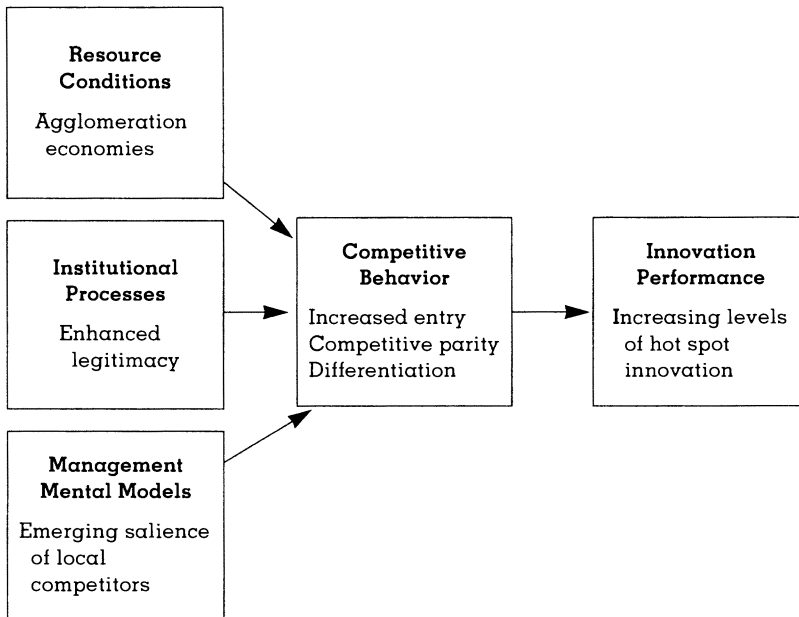 Resource
Conditions
Agglomeration
economies
Institutional
Processes
Enhanced
legitimacy
Management
Mental Models
Emerging salience
of local
competitors
Competitive
Behavior
Increased entry
Competitive parity
Differentiation
Innovation
Performance
Increasing levels
of hot spot
innovation